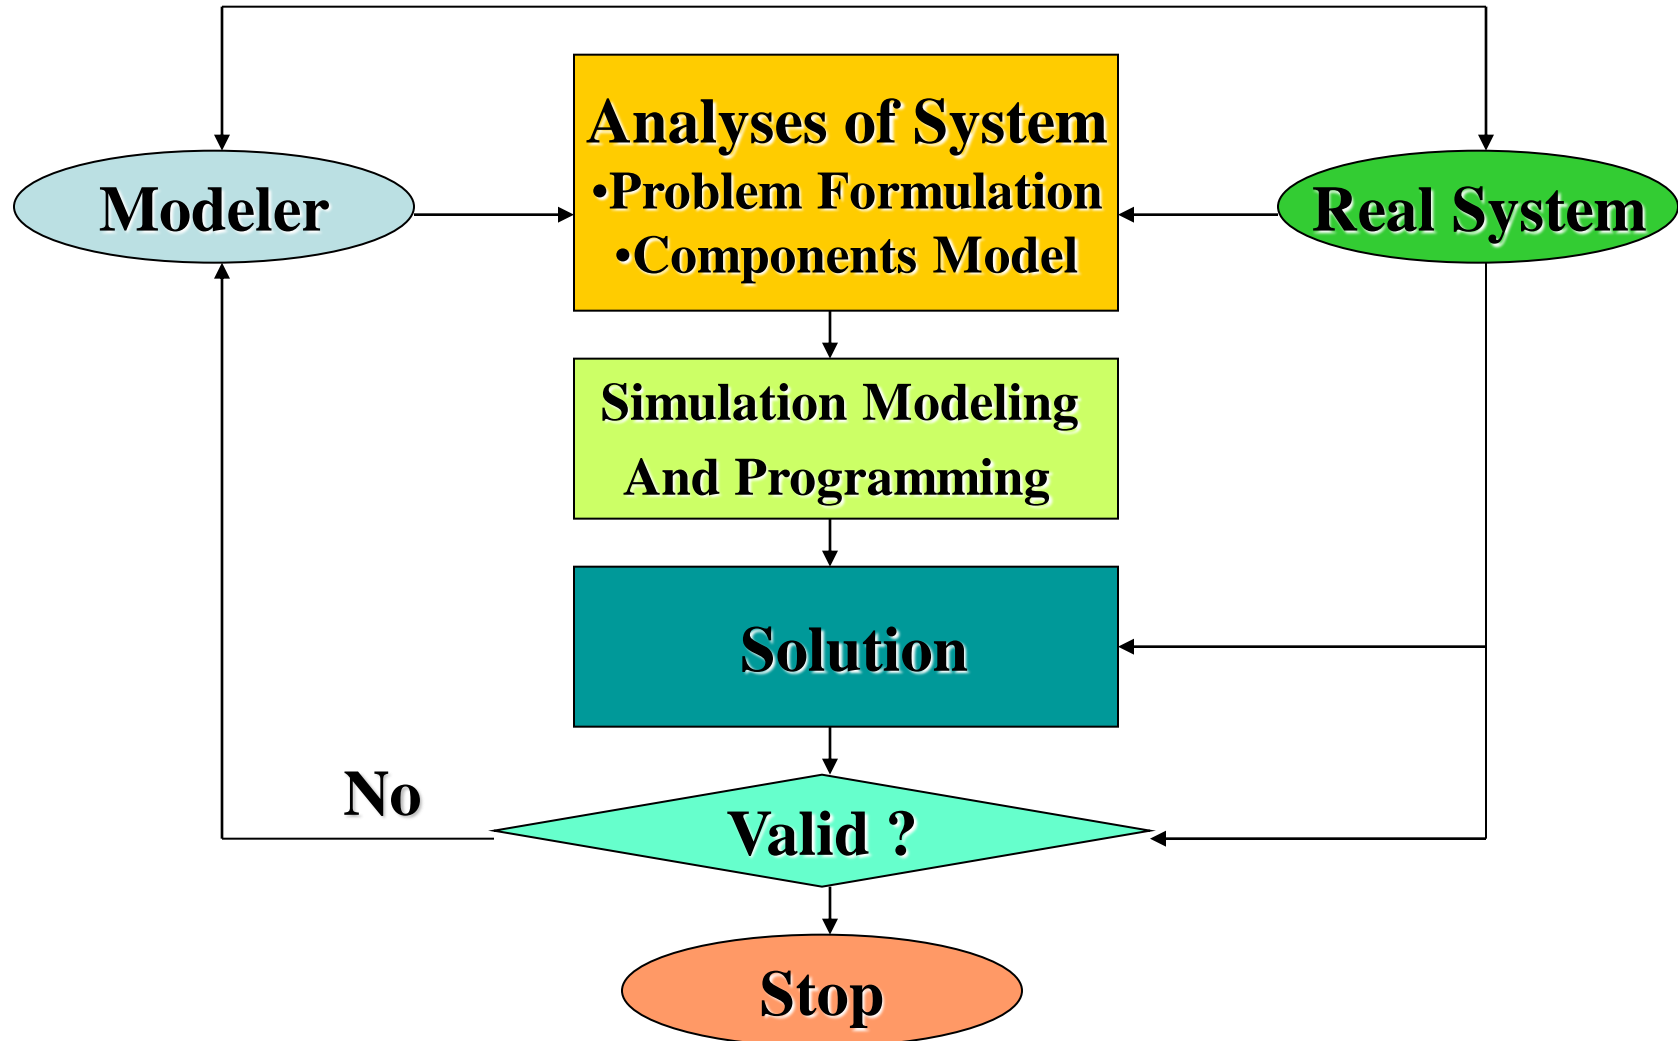 Analyses of System
•Problem Formulation
•Components Model
Modeler
Real System
Simulation Modeling
And Programming
Solution
No
Valid ?
Stop